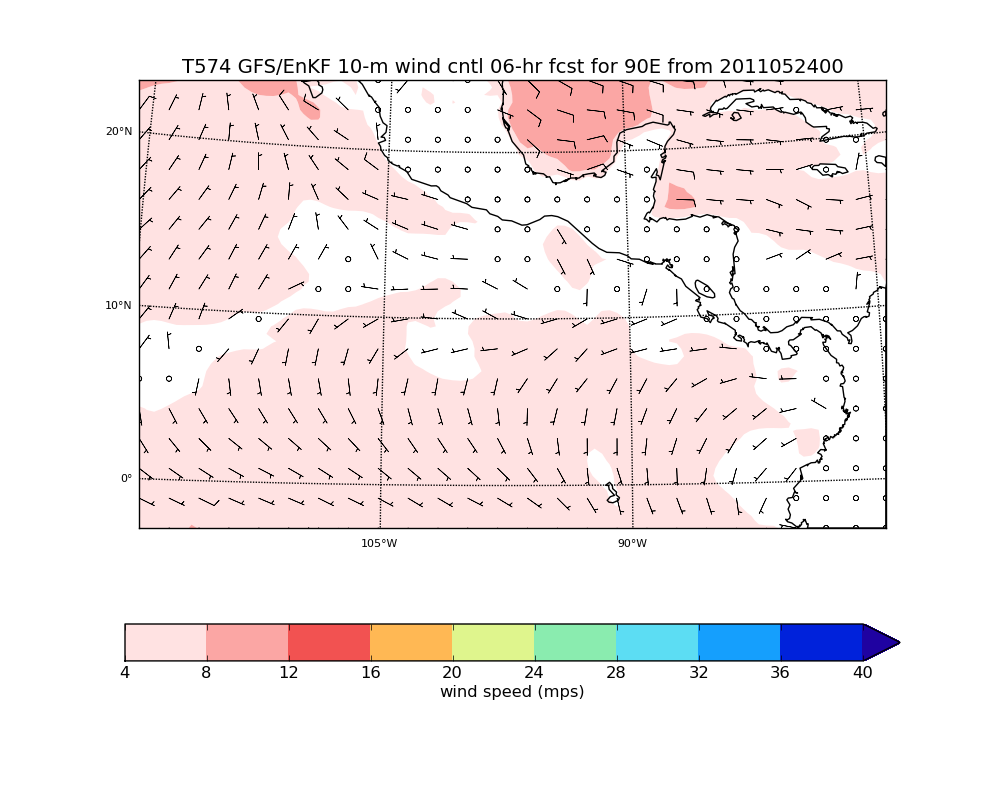 T574 GFS/EnKF 10-m wind cntl 06-hr fcst for 90E from 2011052400
20°N
10°N
0°
105°W 90°W
4 8 12 16 20 24 28 32 36 40
wind speed (mps)